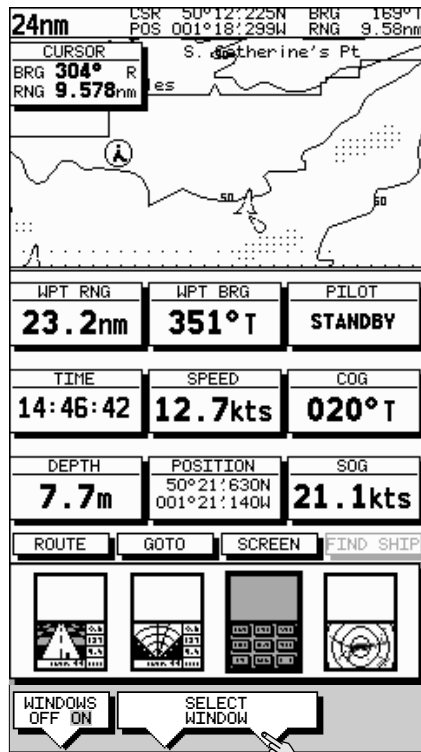 24nm CSR 50°12'.225N BRG 169°T
POS 001°18'.299W RNG 9.58nm
CURSOR
BRG 304° R
RNG 9.578nm
S. Catherine's Pt
es
50
50
WPT RNG WPT BRG PILOT
23.2nm 351°T STANDBY
TIME SPEED COG
14:46:42 12.7kts 020°T
DEPTH POSITION SOG
7.7m 50°21'.630N 21.1kts
001°21'.140W
ROUTE GOTO SCREEN FIND SHIP
WINDOWS SELECT
OFF ON WINDOW